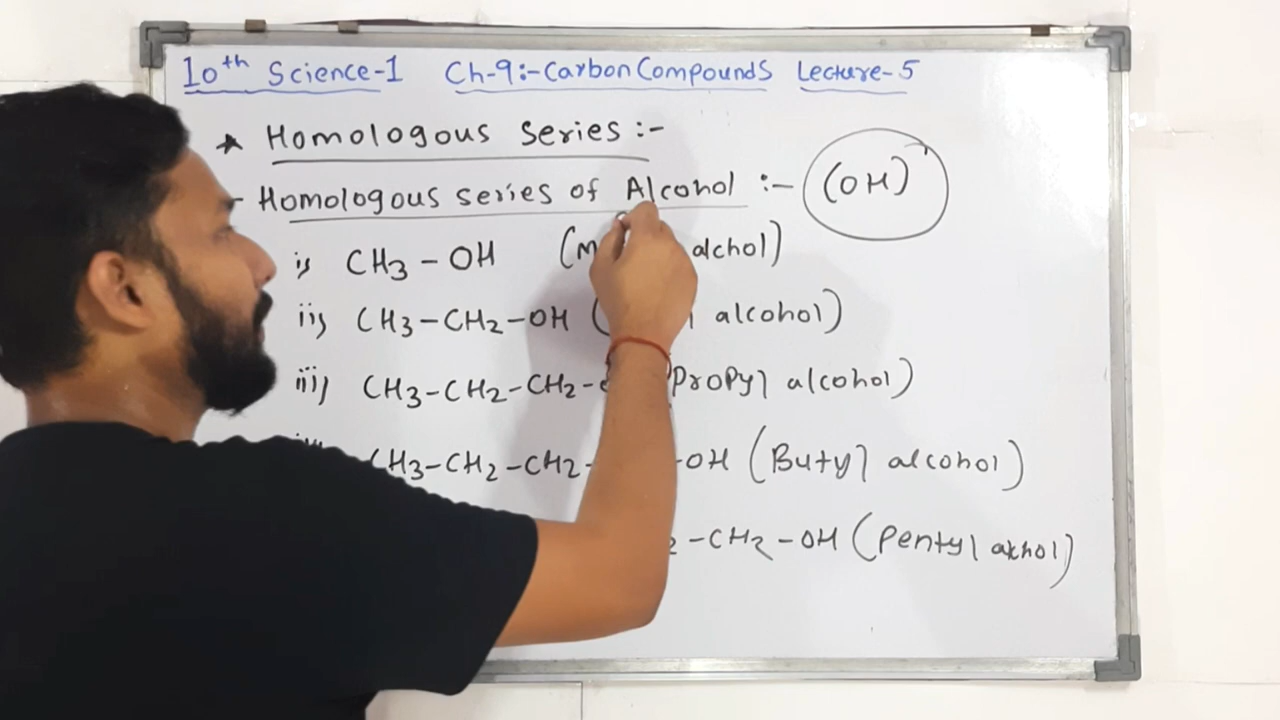 10th Science-1 Ch-9:- Carbon Compounds Lecture-5
★ Homologous Series :-
- Homologous series of Alcohol :- (OH)
i) CH3 - OH alchol)
ii) CH3-CH2-OH ( alcohol)
iii) CH3-CH2-CH2- Propyl alcohol)
CH3-CH2-CH2- -OH (Butyl alcohol)
-CH2-OH (Pentyl alchol)